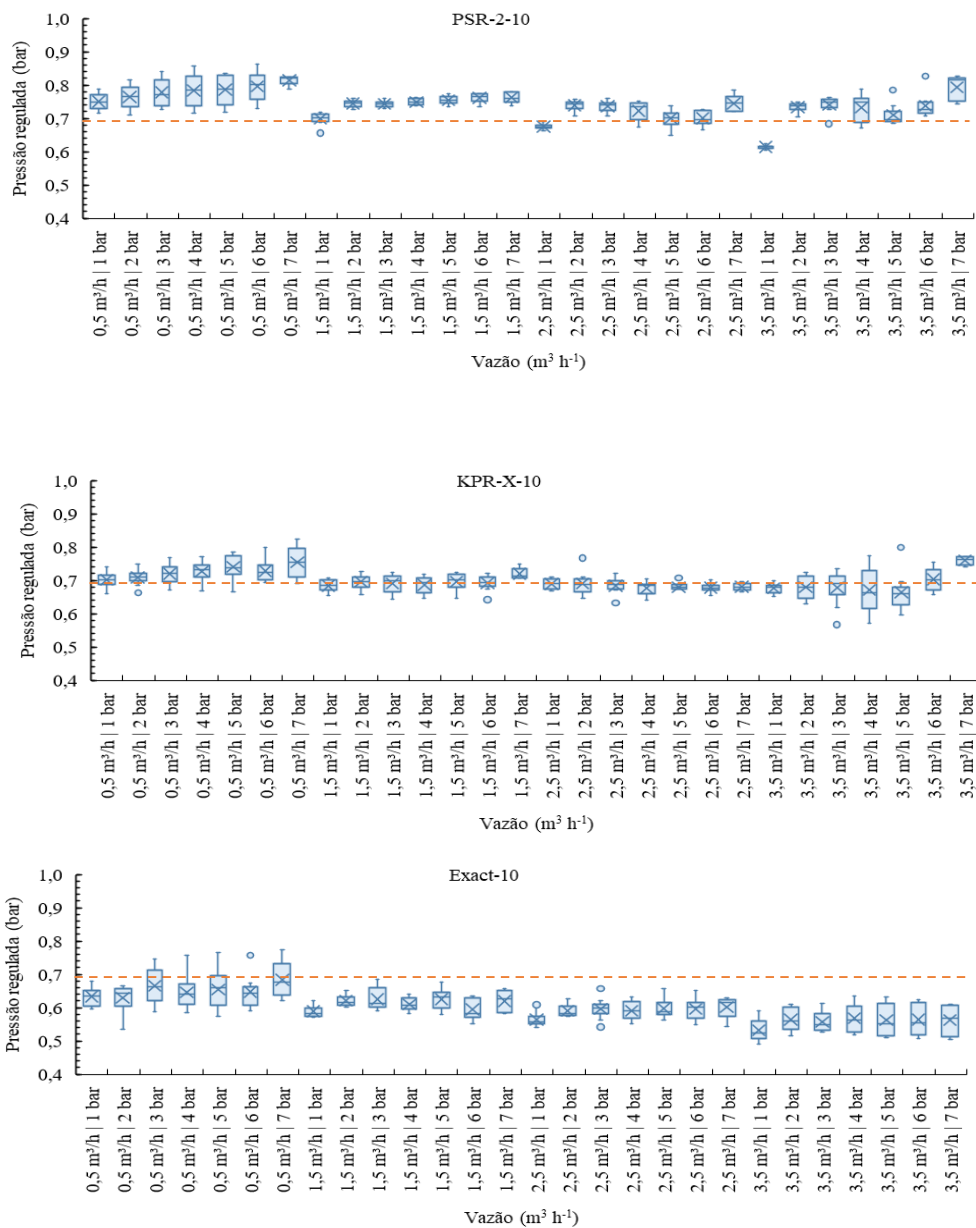 PSR-2-10
Pressão regulada (bar)
1,0
0,9
0,8
0,7
0,6
0,5
0,4
0,5 m³/h | 1 bar
0,5 m³/h | 2 bar
0,5 m³/h | 3 bar
0,5 m³/h | 4 bar
0,5 m³/h | 5 bar
0,5 m³/h | 6 bar
0,5 m³/h | 7 bar
1,5 m³/h | 1 bar
1,5 m³/h | 2 bar
1,5 m³/h | 3 bar
1,5 m³/h | 4 bar
1,5 m³/h | 5 bar
1,5 m³/h | 6 bar
1,5 m³/h | 7 bar
2,5 m³/h | 1 bar
2,5 m³/h | 2 bar
2,5 m³/h | 3 bar
2,5 m³/h | 4 bar
2,5 m³/h | 5 bar
2,5 m³/h | 6 bar
2,5 m³/h | 7 bar
3,5 m³/h | 1 bar
3,5 m³/h | 2 bar
3,5 m³/h | 3 bar
3,5 m³/h | 4 bar
3,5 m³/h | 5 bar
3,5 m³/h | 6 bar
3,5 m³/h | 7 bar
Vazão (m³ h⁻¹)
KPR-X-10
Pressão regulada (bar)
1,0
0,9
0,8
0,7
0,6
0,5
0,4
0,5 m³/h | 1 bar
0,5 m³/h | 2 bar
0,5 m³/h | 3 bar
0,5 m³/h | 4 bar
0,5 m³/h | 5 bar
0,5 m³/h | 6 bar
0,5 m³/h | 7 bar
1,5 m³/h | 1 bar
1,5 m³/h | 2 bar
1,5 m³/h | 3 bar
1,5 m³/h | 4 bar
1,5 m³/h | 5 bar
1,5 m³/h | 6 bar
1,5 m³/h | 7 bar
2,5 m³/h | 1 bar
2,5 m³/h | 2 bar
2,5 m³/h | 3 bar
2,5 m³/h | 4 bar
2,5 m³/h | 5 bar
2,5 m³/h | 6 bar
2,5 m³/h | 7 bar
3,5 m³/h | 1 bar
3,5 m³/h | 2 bar
3,5 m³/h | 3 bar
3,5 m³/h | 4 bar
3,5 m³/h | 5 bar
3,5 m³/h | 6 bar
3,5 m³/h | 7 bar
Vazão (m³ h⁻¹)
Exact-10
Pressão regulada (bar)
1,0
0,9
0,8
0,7
0,6
0,5
0,4
0,5 m³/h | 1 bar
0,5 m³/h | 2 bar
0,5 m³/h | 3 bar
0,5 m³/h | 4 bar
0,5 m³/h | 5 bar
0,5 m³/h | 6 bar
0,5 m³/h | 7 bar
1,5 m³/h | 1 bar
1,5 m³/h | 2 bar
1,5 m³/h | 3 bar
1,5 m³/h | 4 bar
1,5 m³/h | 5 bar
1,5 m³/h | 6 bar
1,5 m³/h | 7 bar
2,5 m³/h | 1 bar
2,5 m³/h | 2 bar
2,5 m³/h | 3 bar
2,5 m³/h | 4 bar
2,5 m³/h | 5 bar
2,5 m³/h | 6 bar
2,5 m³/h | 7 bar
3,5 m³/h | 1 bar
3,5 m³/h | 2 bar
3,5 m³/h | 3 bar
3,5 m³/h | 4 bar
3,5 m³/h | 5 bar
3,5 m³/h | 6 bar
3,5 m³/h | 7 bar
Vazão (m³ h⁻¹)